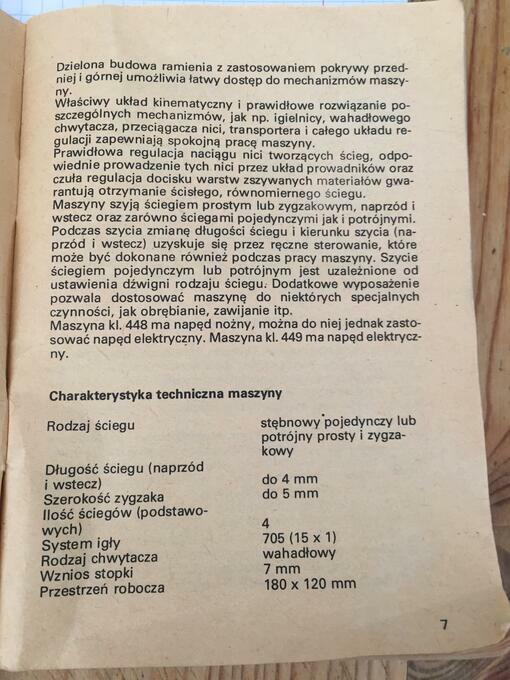 Dzielona budowa ramienia z zastosowaniem pokrywy przed-
niej i górnej umożliwia łatwy dostęp do mechanizmów maszy-
ny.
Właściwy układ kinematyczny i prawidłowe rozwiązanie po-
szczególnych mechanizmów, jak np. igielnicy, wahadłowego
chwytacza, przeciągacza nici, transportera i całego układu re-
gulacji zapewniają spokojną pracę maszyny.
Prawidłowa regulacja naciągu nici tworzących ścieg, odpo-
wiednie prowadzenie tych nici przez układ prowadników oraz
czuła regulacja docisku warstw zszywanych materiałów gwa-
rantują otrzymanie ścisłego, równomiernego ściegu.
Maszyny szyją ściegiem prostym lub zygzakowym, naprzód i
wstecz oraz zarówno ściegami pojedynczymi jak i potrójnymi.
Podczas szycia zmianę długości ściegu i kierunku szycia (na-
przód i wstecz) uzyskuje się przez ręczne sterowanie, które
może być dokonane również podczas pracy maszyny. Szycie
ściegiem pojedynczym lub potrójnym jest uzależnione od
ustawienia dźwigni rodzaju ściegu. Dodatkowe wyposażenie
pozwala dostosować maszynę do niektórych specjalnych
czynności, jak obrębianie, zawijanie itp.
Maszyna kl. 448 ma napęd nożny, można do niej jednak zasto-
sować napęd elektryczny. Maszyna kl. 449 ma napęd elektrycz-
ny.
Charakterystyka techniczna maszyny
Rodzaj ściegu stębnowy pojedynczy lub
potrójny prosty i zygza-
kowy
Długość ściegu (naprzód
i wstecz) do 4 mm
Szerokość zygzaka do 5 mm
Ilość ściegów (podstawo-
wych) 4
System igły 705 (15 x 1)
Rodzaj chwytacza wahadłowy
Wznios stopki 7 mm
Przestrzeń robocza 180 x 120 mm
7